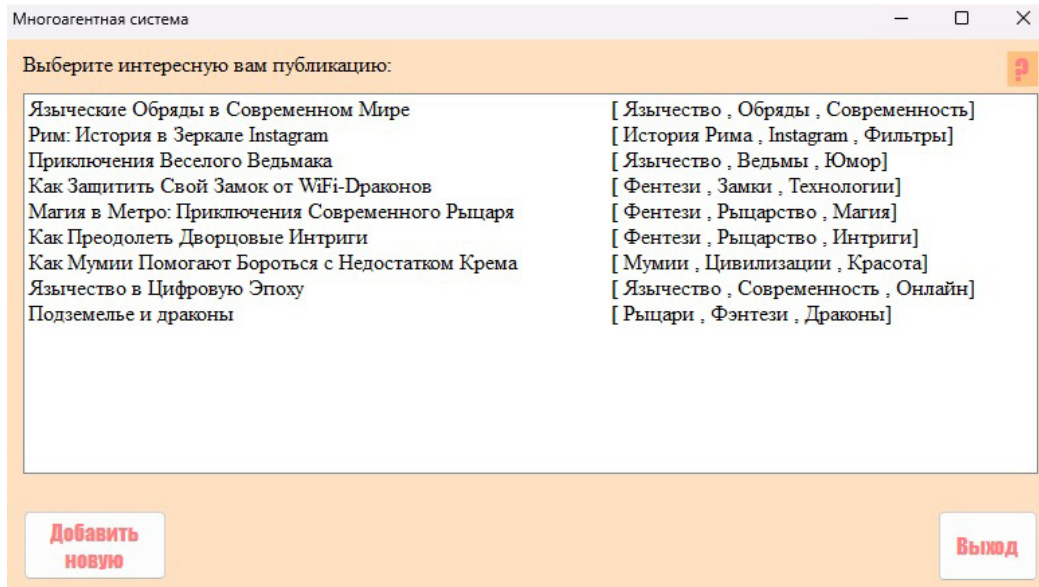 Многоагентная система
Выберите интересную вам публикацию:
?
Языческие Обряды в Современном Мире [ Язычество , Обряды , Современность]
Рим: История в Зеркале Instagram [ История Рима , Instagram , Фильтры]
Приключения Веселого Ведьмака [ Язычество , Ведьмы , Юмор]
Как Защитить Свой Замок от WiFi-Dраконов [ Фентези , Замки , Технологии]
Магия в Метро: Приключения Современного Рыцаря [ Фентези , Рыцарство , Магия]
Как Преодолеть Дворцовые Интриги [ Фентези , Рыцарство , Интриги]
Как Мумии Помогают Бороться с Недостатком Крема [ Мумии , Цивилизации , Красота]
Язычество в Цифровую Эпоху [ Язычество , Современность , Онлайн]
Подземелье и драконы [ Рыцари , Фэнтези , Драконы]
Добавить
новую
Выход